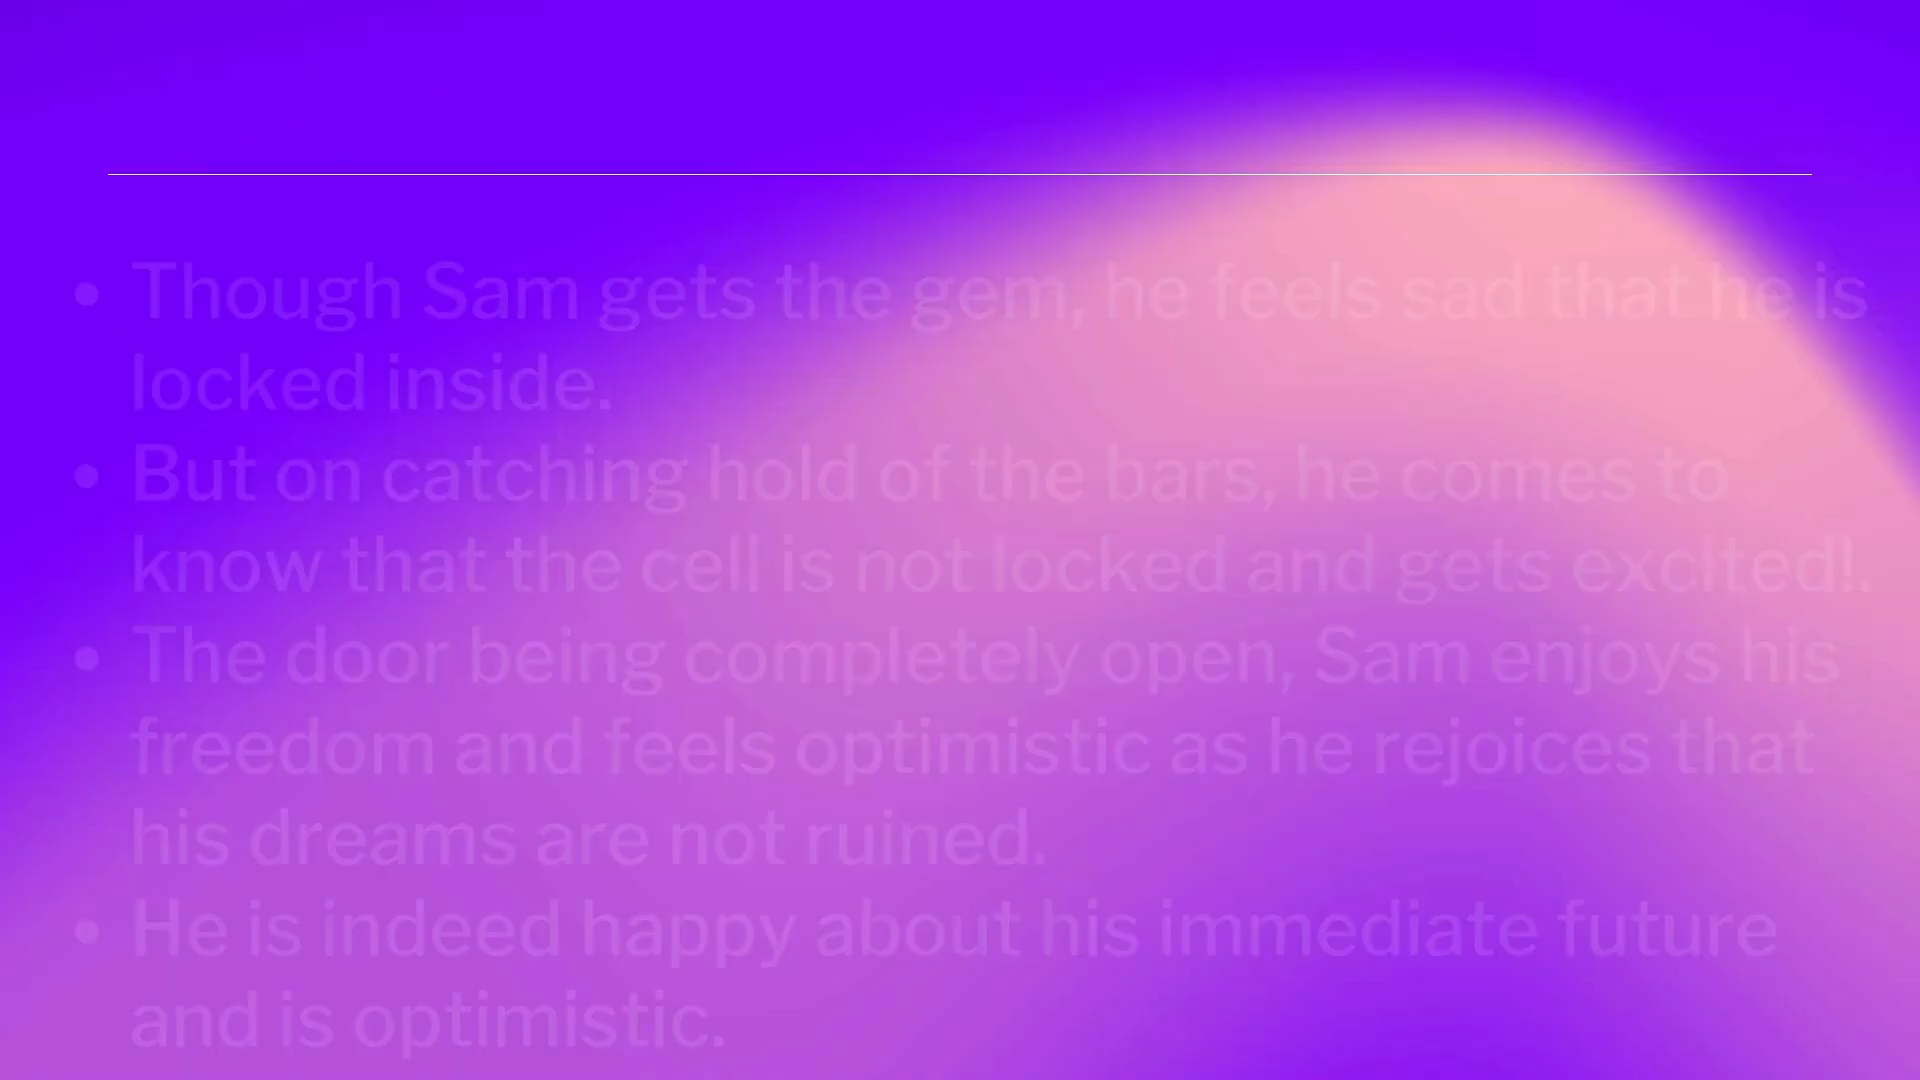 • Though Sam gets the gem, he feels sad that he is
locked inside.
• But on catching hold of the bars, he comes to
know that the cell is not locked and gets excited!.
• The door being completely open, Sam enjoys his
freedom and feels optimistic as he rejoices that
his dreams are not ruined.
• He is indeed happy about his immediate future
and is optimistic.